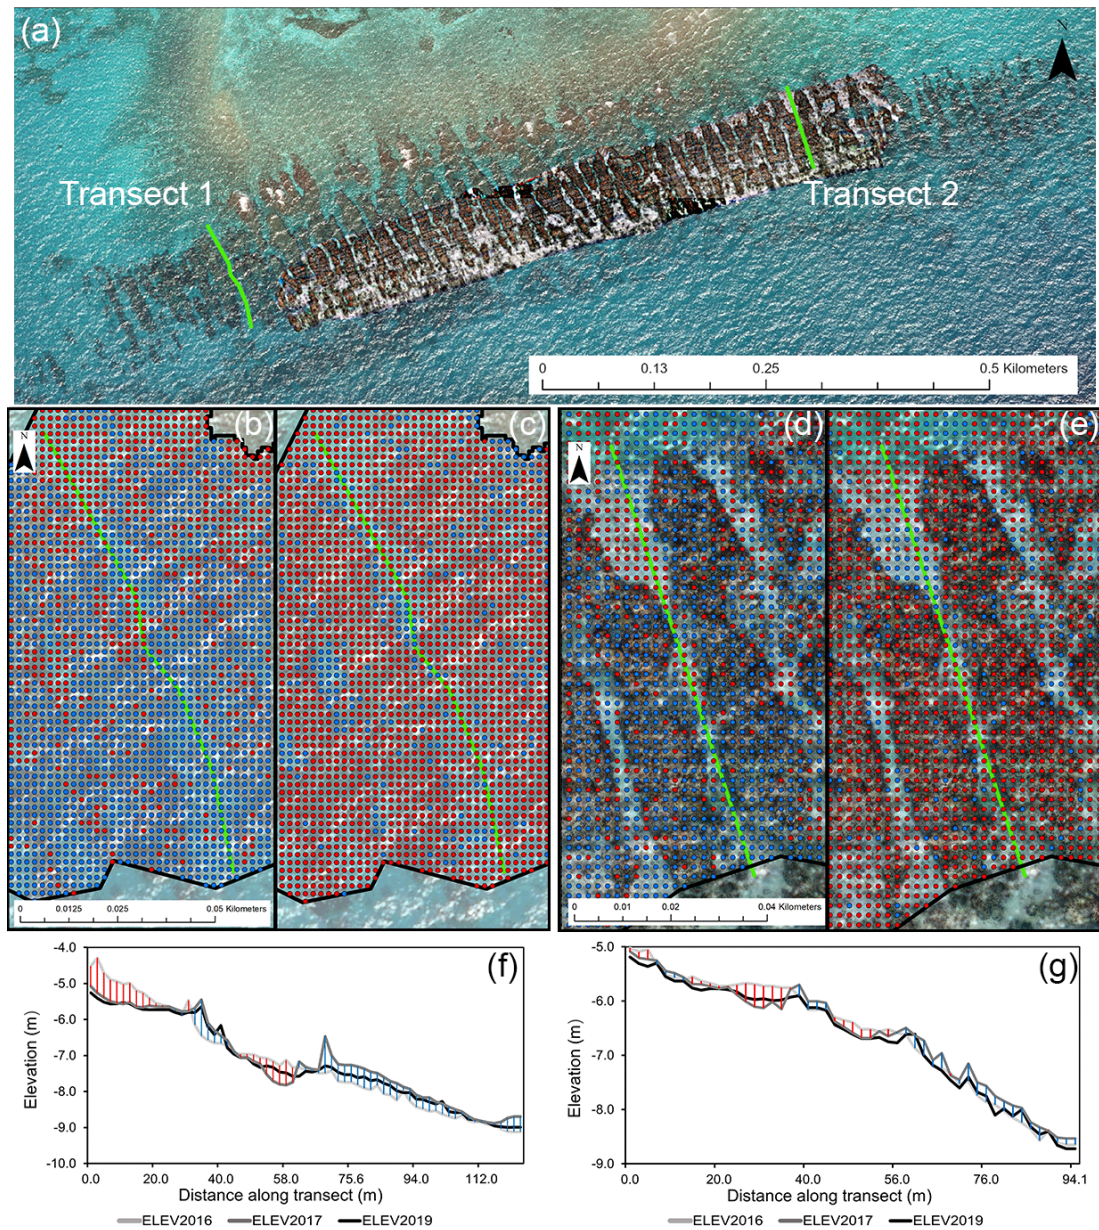 (a)
N
Transect 1
Transect 2
0 0.13 0.25 0.5 Kilometers
(b)
(c)
(d)
(e)
N
N
0 0.0125 0.025 0.05 Kilometers
0 0.01 0.02 0.04 Kilometers
(f)
-4.0
-5.0
-6.0
-7.0
-8.0
-9.0
-10.0
Elevation (m)
0.0 20.0 40.0 58.0 75.6 94.0 112.0
Distance along transect (m)
ELEV2016 ELEV2017 ELEV2019
(g)
-5.0
-6.0
-7.0
-8.0
-9.0
Elevation (m)
0.0 20.0 38.0 56.0 76.0 94.1
Distance along transect (m)
ELEV2016 ELEV2017 ELEV2019